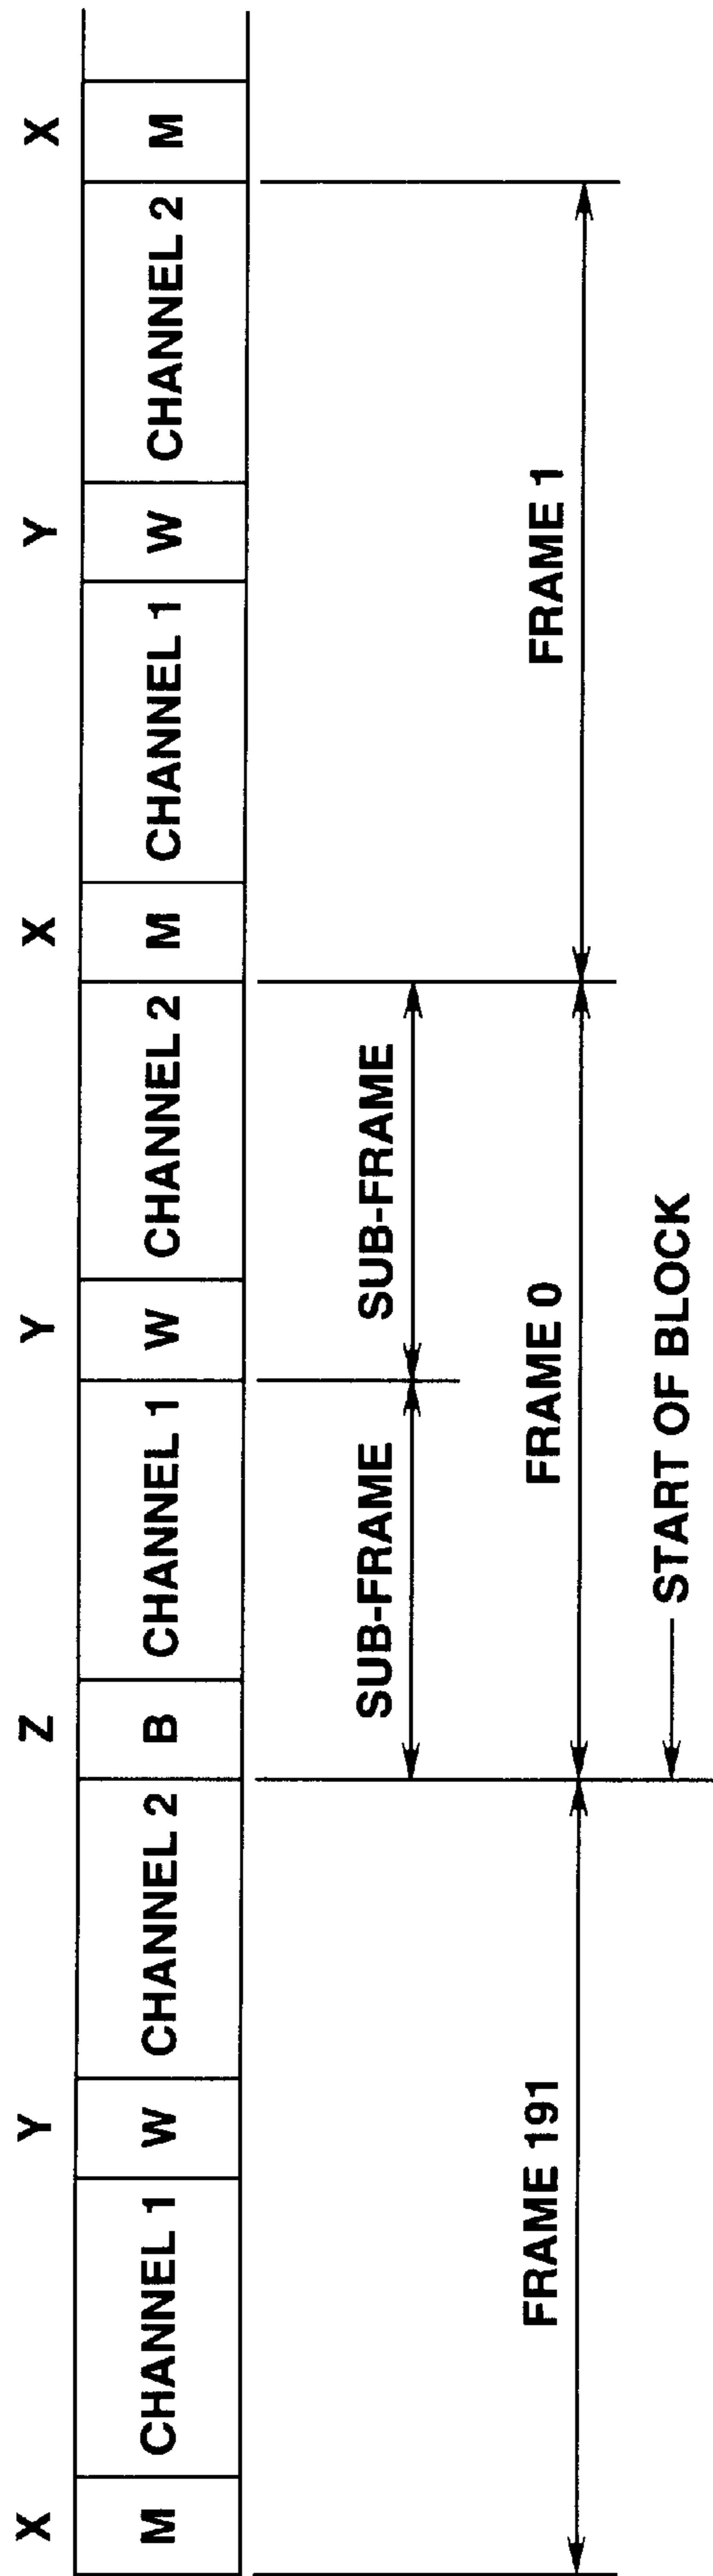 X Y Z Y X Y X
M CHANNEL 1 W CHANNEL 2 B CHANNEL 1 W CHANNEL 2 M CHANNEL 1 W CHANNEL 2 M
SUB-FRAME SUB-FRAME
FRAME 191 FRAME 0 FRAME 1
START OF BLOCK